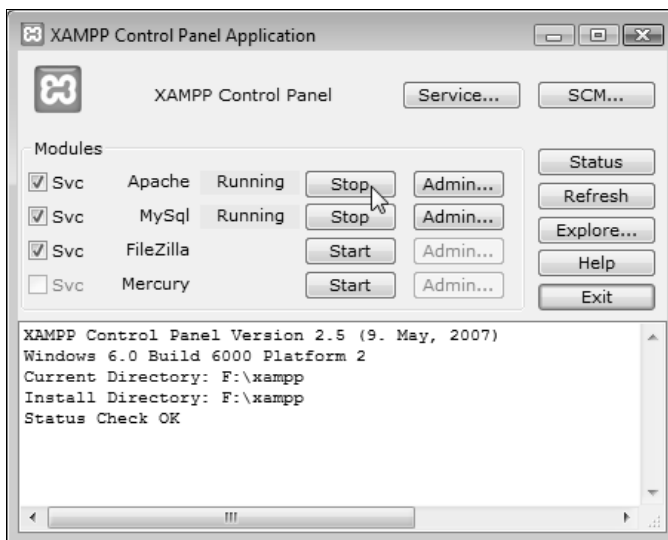 XAMPP Control Panel Application
XAMPP Control Panel Service... SCM...
Modules
Svc Apache Running Stop Admin...
Svc MySql Running Stop Admin...
Svc FileZilla Start Admin...
Svc Mercury Start Admin...
Status
Refresh
Explore...
Help
Exit
XAMPP Control Panel Version 2.5 (9. May, 2007)
Windows 6.0 Build 6000 Platform 2
Current Directory: F:\xampp
Install Directory: F:\xampp
Status Check OK